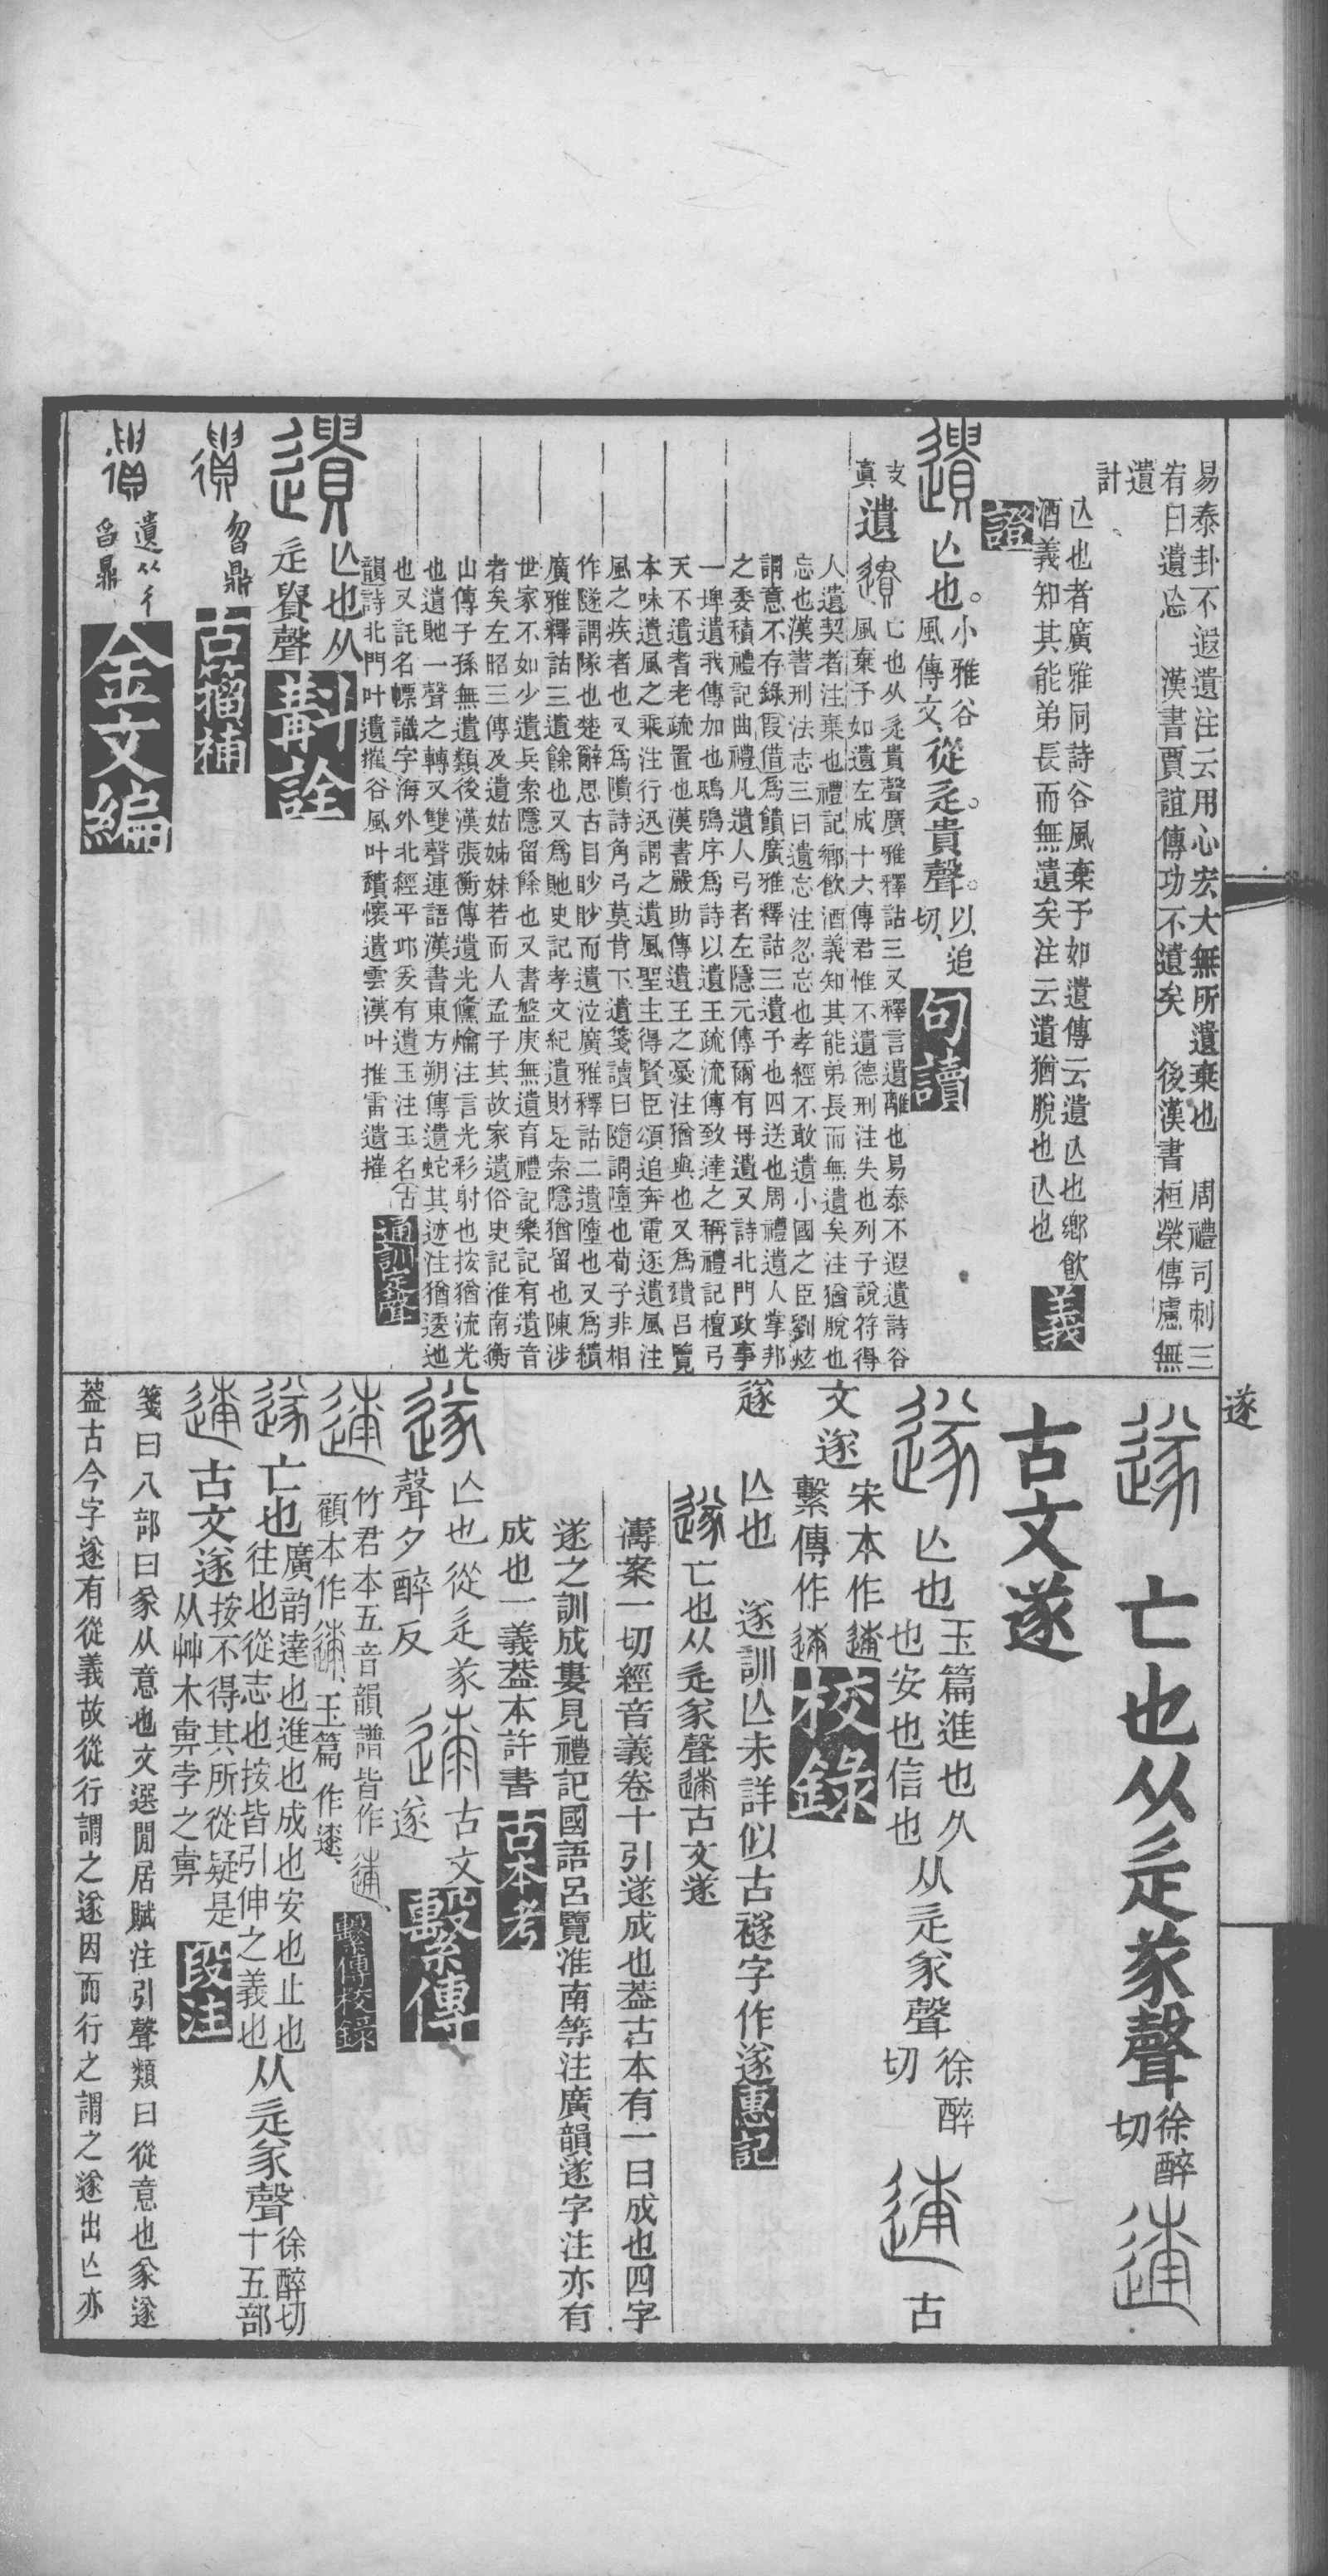 易泰卦不遐遺注云用心宏大無所遺棄也　周禮司刺三
宥曰遺忘　漢書賈誼傳功不遺矣　後漢書桓榮傳慮無
遺計
亾也者廣雅同詩谷風棄予如遺傳云遺亾也鄉飲
酒義知其能弟長而無遺矣注云遺猶脫也亾也
義證
遺　亾也。小雅谷風傳文、從辵。貴聲。以追切、
句讀
支
真
遺　遺　亡也从辵貴聲廣雅釋詁三又釋言遺離也易泰不遐遺詩谷
風棄予如遺左成十六傳君惟不遺德刑注失也列子說符得
人遺契者注棄也禮記鄉飲酒義知其能弟長而無遺矣注猶脫也
忘也漢書刑法志三曰遺忘注忽忘也孝經不敢遺小國之臣劉炫
謂意不存錄叚借爲饋廣雅釋詁三遺予也四送也周禮遺人掌邦
之委積禮記曲禮凡遺人弓者左隱元傳爾有母遺又詩北門政事
一埤遺我傳加也鴟鴞序爲詩以遺王疏流傳致達之稱禮記檀弓
天不遺耆老疏置也漢書嚴助傳遺王之憂注猶與也又爲隤呂覽
本味遺風之乘注行迅謂之遺風聖主得賢臣頌追奔電逐遺風注
風之疾者也又爲隤詩角弓莫肯下遺箋讀曰隨謂墮也荀子非相
作隧謂隊也楚辭思古目眇眇而遺泣廣雅釋詁二遺墮也又爲積
廣雅釋詁三遺餘也又爲貤史記孝文紀遺財足索隱猶留也陳涉
世家不如少遺兵索隱留餘也又書盤庚無遺育禮記樂記有遺音
者矣左昭三傳及遺姑姊妹若而人孟子其故家遺俗史記淮南衡
山傳子孫無遺類後漢張衡傳遺光儵爚注言光彩射也按猶流光
也遺貤一聲之轉又雙聲連語漢書東方朔傳遺蛇其迹注猶逶迤
也又託名幖識字海外北經平邱爰有遺玉注玉名古
韻詩北門叶遺摧谷風叶穨懷遺雲漢叶推雷遺摧
通訓定聲
遺　亾也从辵𧷎聲
斠詮
曶鼎
古籀補
遺从彳
曶鼎
金文編
遂
遂　亡也从辵㒸聲徐醉切
古文遂
遂　亾也玉篇進也久也安也信也从辵㒸聲徐醉切　古
文遂宋本作　繫傳作
校錄
遂　亾也　遂訓亾未詳似古襚字作遂
惠記
遂　亡也从辵㒸聲　古文遂
濤案一切經音義卷十引遂成也葢古本有一曰成也四字
遂之訓成婁見禮記國語呂覽淮南等注廣韻遂字注亦有
成也一義葢本許書
古本考
遂　亾也從辵㒸聲夕醉反　古文遂
繫傳
竹君本五音韻譜皆作　、
顧本作　、玉篇作　、
繫傳校錄
遂　亡也廣韵達也進也成也安也止也往也從志也按皆引伸之義也从辵㒸聲徐醉切十五部
古文遂按不得其所從疑是从艸木𣎵孛之𣎵
段注
箋曰八部曰㒸从意也文選閒居賦注引聲類曰從意也㒸遂
葢古今字遂有從義故從行謂之遂因而行之謂之遂出亾亦